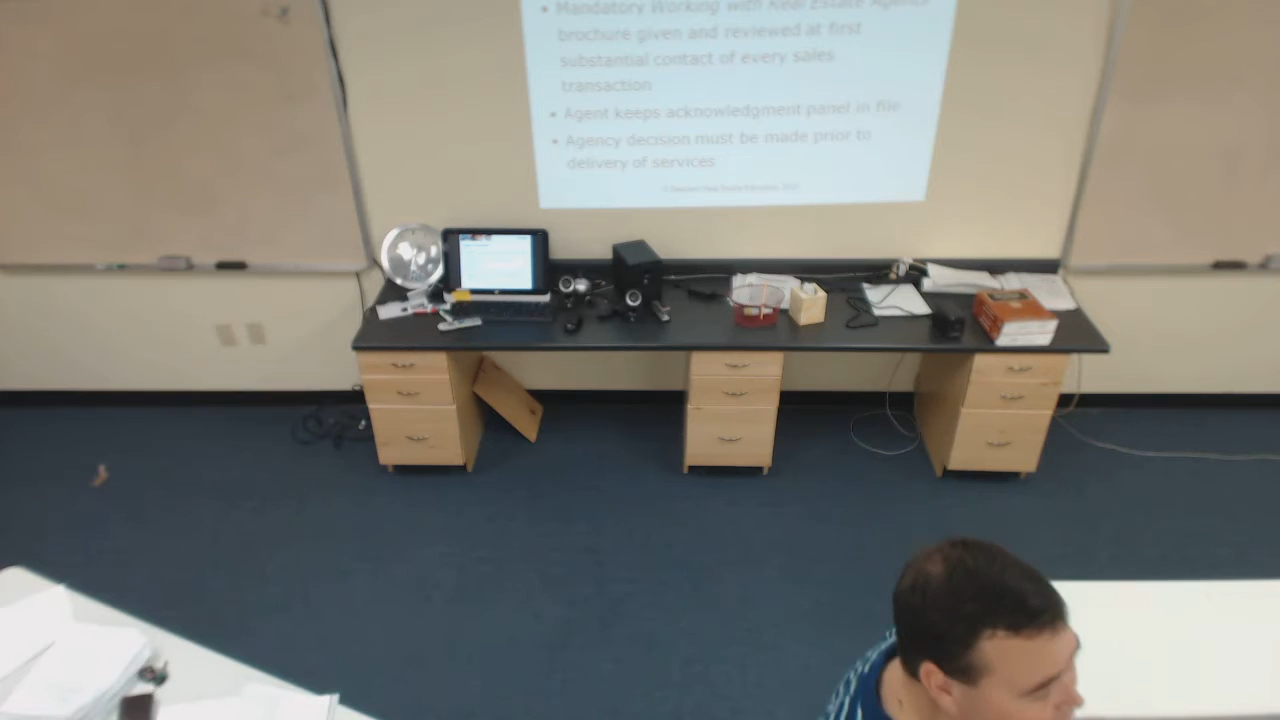 • Mandatory Working with Real Estate Agents
brochure given and reviewed at first
substantial contact of every sales
transaction
• Agent keeps acknowledgment panel in file
• Agency decision must be made prior to
delivery of services